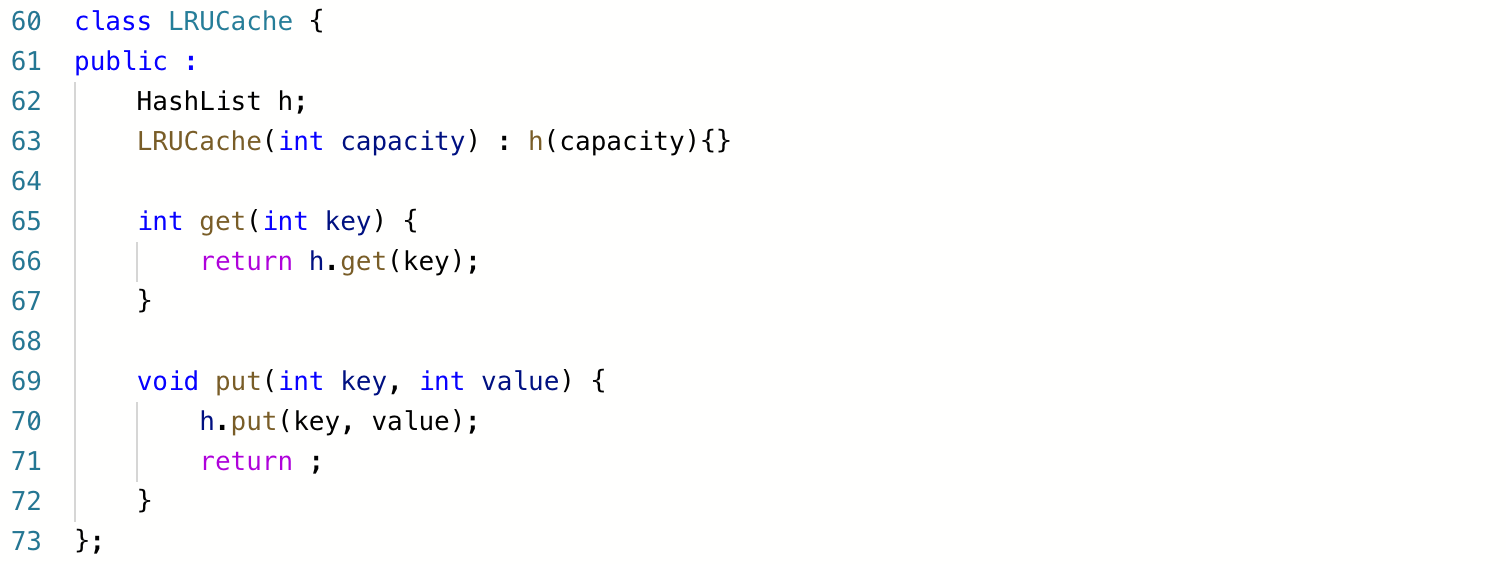 60 class LRUCache {
61 public :
62     HashList h;
63     LRUCache(int capacity) : h(capacity){}
64
65     int get(int key) {
66         return h.get(key);
67     }
68
69     void put(int key, int value) {
70         h.put(key, value);
71         return ;
72     }
73 };